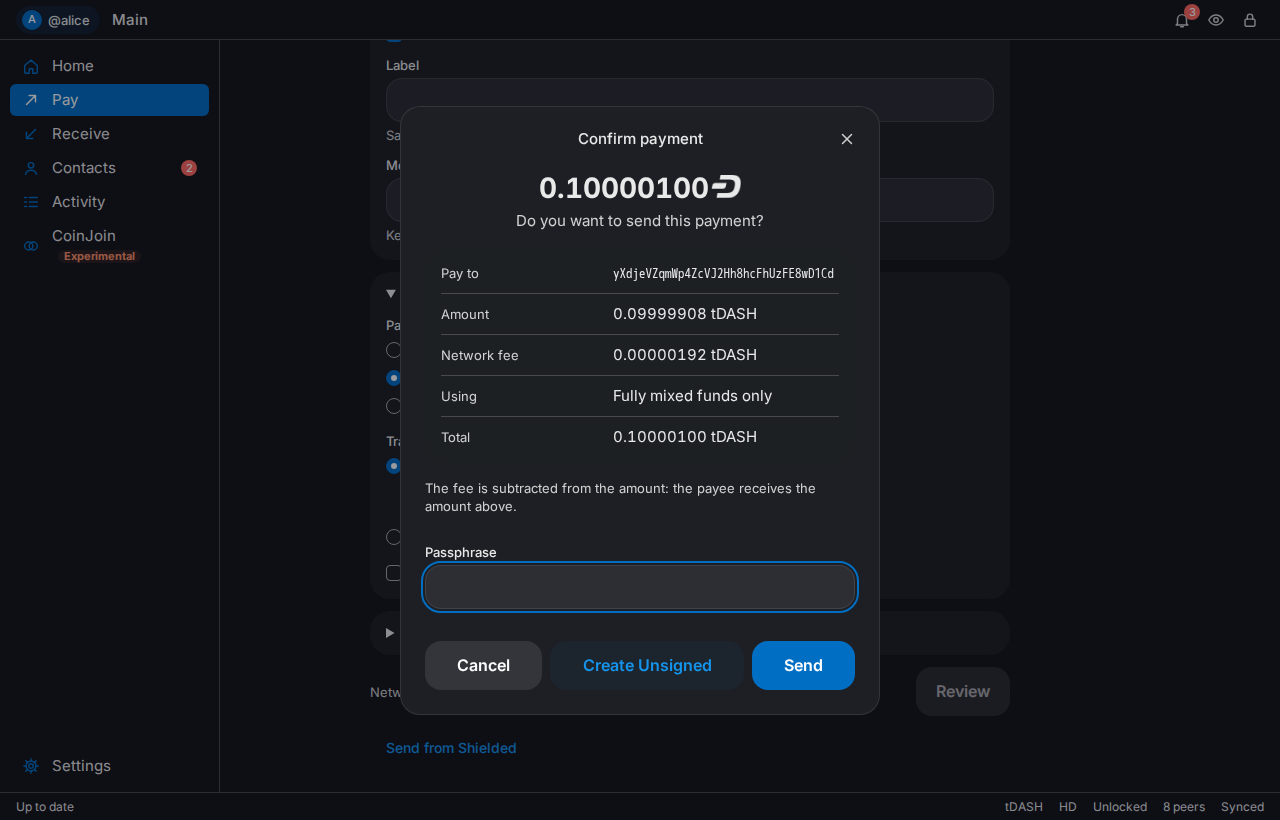 A @alice Main 3
Home
Pay
Receive
Contacts 2
Activity
CoinJoin
Experimental
Settings
Label
Confirm payment
0.10000100
Do you want to send this payment?
Pay to yXdjeVZqmWp4ZcVJ2Hh8hcFhUzFE8wD1Cd
Amount 0.09999908 tDASH
Network fee 0.00000192 tDASH
Using Fully mixed funds only
Total 0.10000100 tDASH
The fee is subtracted from the amount: the payee receives the
amount above.
Passphrase
Cancel Create Unsigned Send
Review
Send from Shielded
Up to date tDASH HD Unlocked 8 peers Synced